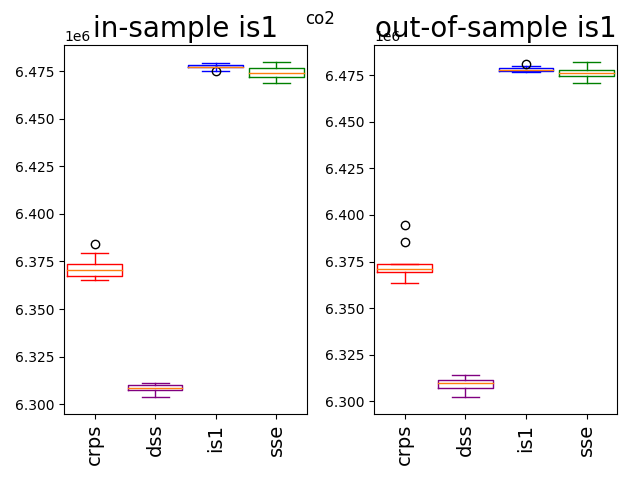 co2
in-sample is1
1e6
6.475
6.450
6.425
6.400
6.375
6.350
6.325
6.300
crps
dss
is1
sse
out-of-sample is1
1e6
6.475
6.450
6.425
6.400
6.375
6.350
6.325
6.300
crps
dss
is1
sse